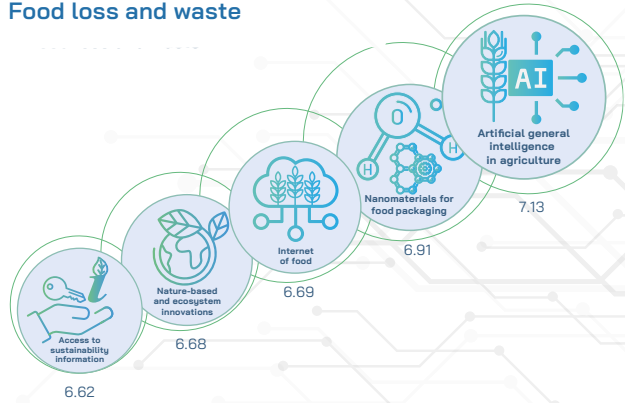 Food loss and waste
AI
Artificial general
intelligence
in agriculture
7.13
O
H
H
Nanomaterials for
food packaging
6.91
Internet
of food
6.69
Nature-based
and ecosystem
innovations
6.68
Access to
sustainability
information
6.62